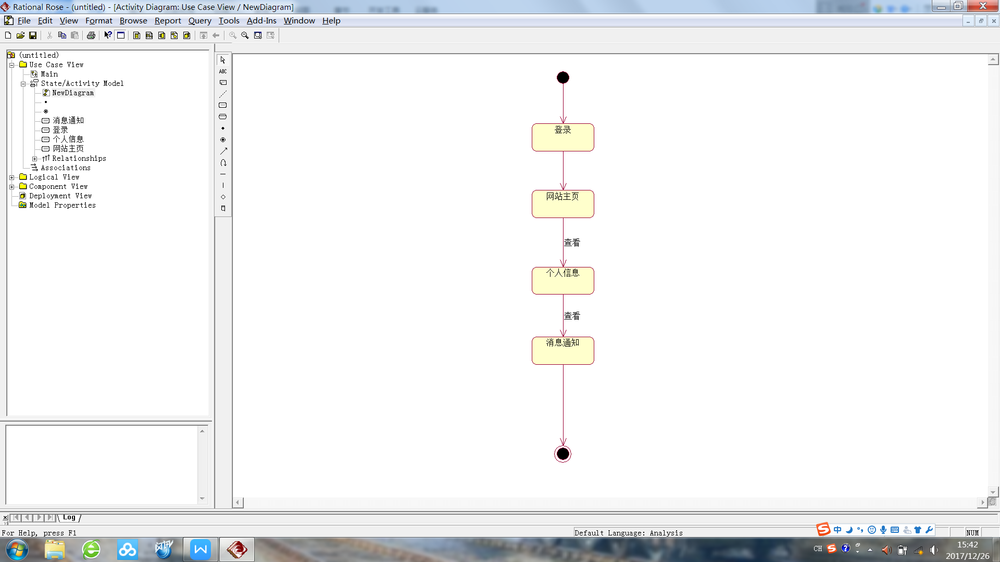 Rational Rose - (untitled) - [Activity Diagram: Use Case View / NewDiagram]
File Edit View Format Browse Report Query Tools Add-Ins Window Help
(untitled)
Use Case View
Main
State/Activity Model
NewDiagram
消息通知
登录
个人信息
网站主页
Relationships
Associations
Logical View
Component View
Deployment View
Model Properties
ABC
登录
网站主页
查看
个人信息
查看
消息通知
Log
For Help, press F1
Default Language: Analysis
中
NUM
CH
15:42
2017/12/26